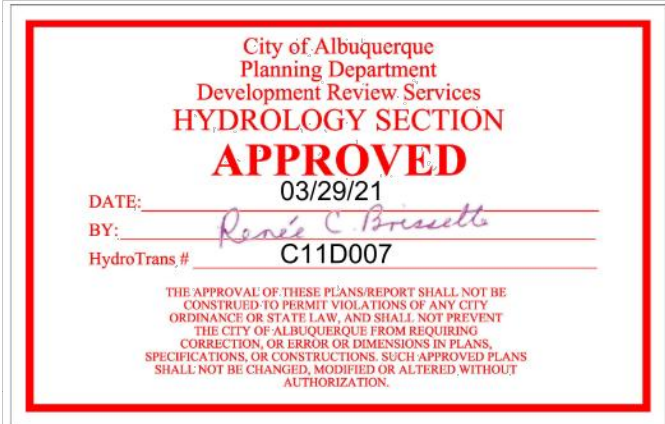 City of Albuquerque
Planning Department
Development Review Services
HYDROLOGY SECTION
APPROVED
DATE: 03/29/21
BY: Renée C. Brissette
HydroTrans # C11D007
THE APPROVAL OF THESE PLANS/REPORT SHALL NOT BE
CONSTRUED TO PERMIT VIOLATIONS OF ANY CITY
ORDINANCE OR STATE LAW, AND SHALL NOT PREVENT
THE CITY OF ALBUQUERQUE FROM REQUIRING
CORRECTION, OR ERROR OR DIMENSIONS IN PLANS,
SPECIFICATIONS, OR CONSTRUCTIONS. SUCH APPROVED PLANS
SHALL NOT BE CHANGED, MODIFIED OR ALTERED WITHOUT
AUTHORIZATION.